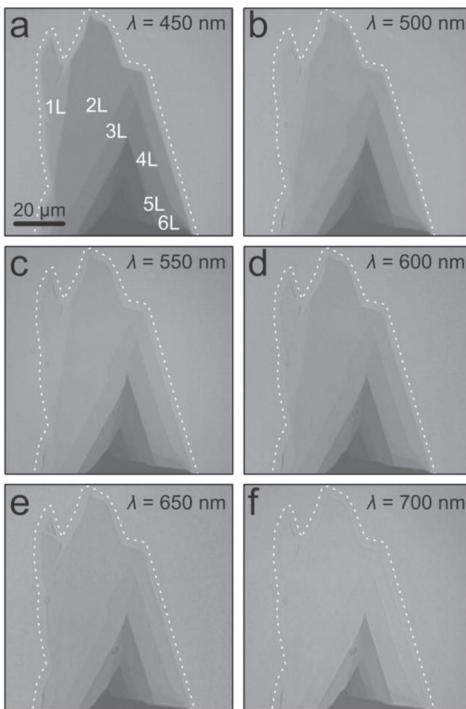 a
λ = 450 nm
1L
2L
3L
4L
5L
6L
20 μm
b
λ = 500 nm
c
λ = 550 nm
d
λ = 600 nm
e
λ = 650 nm
f
λ = 700 nm